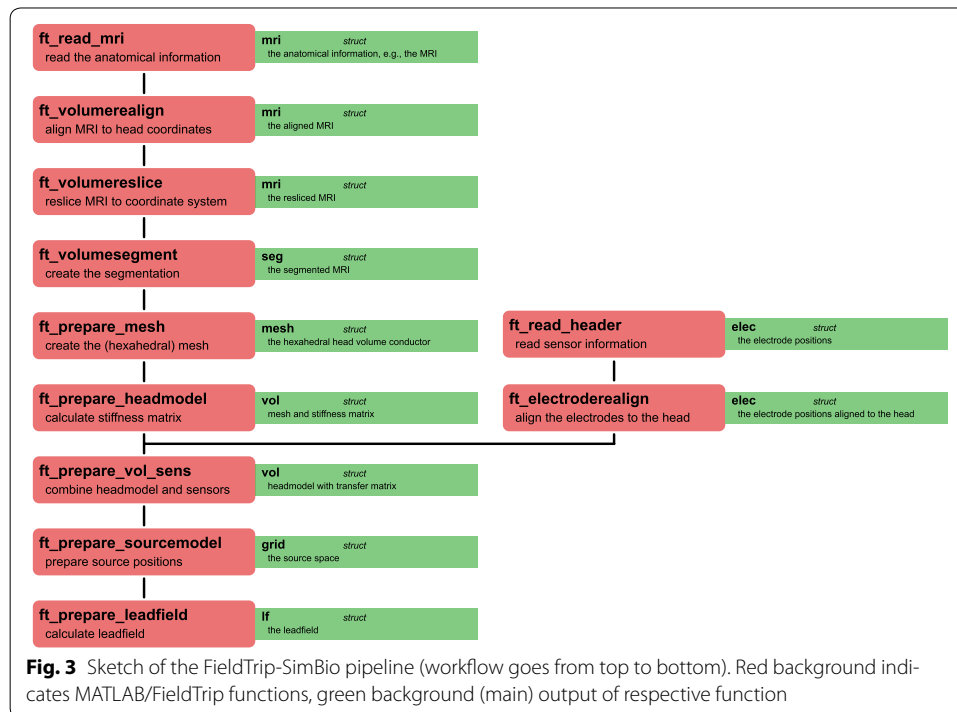 ft_read_mri
read the anatomical information
mri struct
the anatomical information, e.g., the MRI
ft_volumerealign
align MRI to head coordinates
mri struct
the aligned MRI
ft_volumereslice
reslice MRI to coordinate system
mri struct
the resliced MRI
ft_volumesegment
create the segmentation
seg struct
the segmented MRI
ft_prepare_mesh
create the (hexahedral) mesh
mesh struct
the hexahedral head volume conductor
ft_read_header
read sensor information
elec struct
the electrode positions
ft_prepare_headmodel
calculate stiffness matrix
vol struct
mesh and stiffness matrix
ft_electroderealign
align the electrodes to the head
elec struct
the electrode positions aligned to the head
ft_prepare_vol_sens
combine headmodel and sensors
vol struct
headmodel with transfer matrix
ft_prepare_sourcemodel
prepare source positions
grid struct
the source space
ft_prepare_leadfield
calculate leadfield
lf struct
the leadfield
Fig. 3 Sketch of the FieldTrip-SimBio pipeline (workflow goes from top to bottom). Red background indi-
cates MATLAB/FieldTrip functions, green background (main) output of respective function